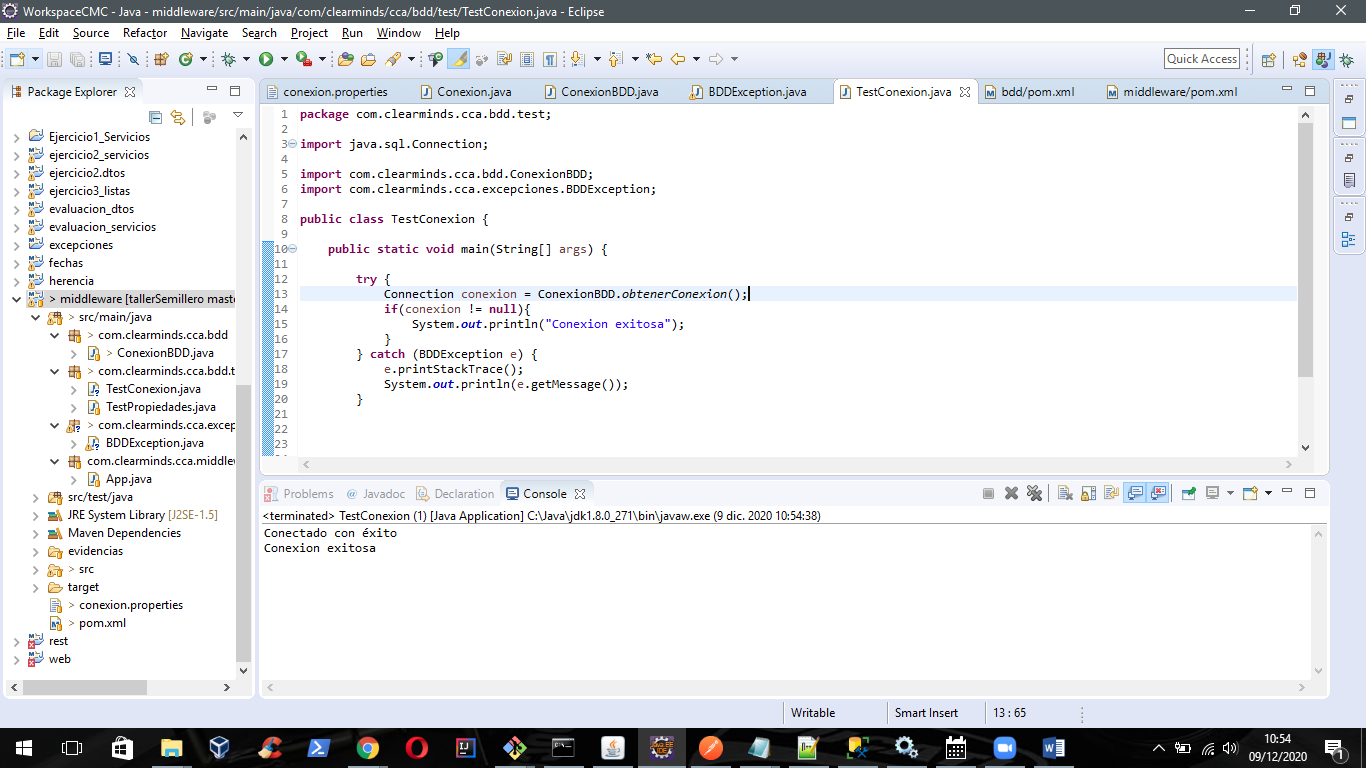 WorkspaceCMC - Java - middleware/src/main/java/com/clearminds/cca/bdd/test/TestConexion.java - Eclipse
File Edit Source Refactor Navigate Search Project Run Window Help
Quick Access
Package Explorer
Ejercicio1_Servicios
ejercicio2_servicios
ejercicio2.dtos
ejercicio3_listas
evaluacion_dtos
evaluacion_servicios
excepciones
fechas
herencia
> middleware [tallerSemillero maste
> src/main/java
> com.clearminds.cca.bdd
> ConexionBDD.java
> com.clearminds.cca.bdd.t
TestConexion.java
TestPropiedades.java
> com.clearminds.cca.excep
BDDException.java
com.clearminds.cca.middlew
App.java
src/test/java
JRE System Library [J2SE-1.5]
Maven Dependencies
evidencias
> src
target
> conexion.properties
> pom.xml
rest
web
conexion.properties Conexion.java ConexionBDD.java BDDException.java TestConexion.java bdd/pom.xml middleware/pom.xml
1 package com.clearminds.cca.bdd.test;
2
3 import java.sql.Connection;
4
5 import com.clearminds.cca.bdd.ConexionBDD;
6 import com.clearminds.cca.excepciones.BDDException;
7
8 public class TestConexion {
9
10 public static void main(String[] args) {
11
12 try {
13 Connection conexion = ConexionBDD.obtenerConexion();
14 if(conexion != null){
15 System.out.println("Conexion exitosa");
16 }
17 } catch (BDDException e) {
18 e.printStackTrace();
19 System.out.println(e.getMessage());
20 }
21
22
23
Problems @ Javadoc Declaration Console
<terminated> TestConexion (1) [Java Application] C:\Java\jdk1.8.0_271\bin\javaw.exe (9 dic. 2020 10:54:38)
Conectado con éxito
Conexion exitosa
Writable Smart Insert 13 : 65
10:54
09/12/2020
1